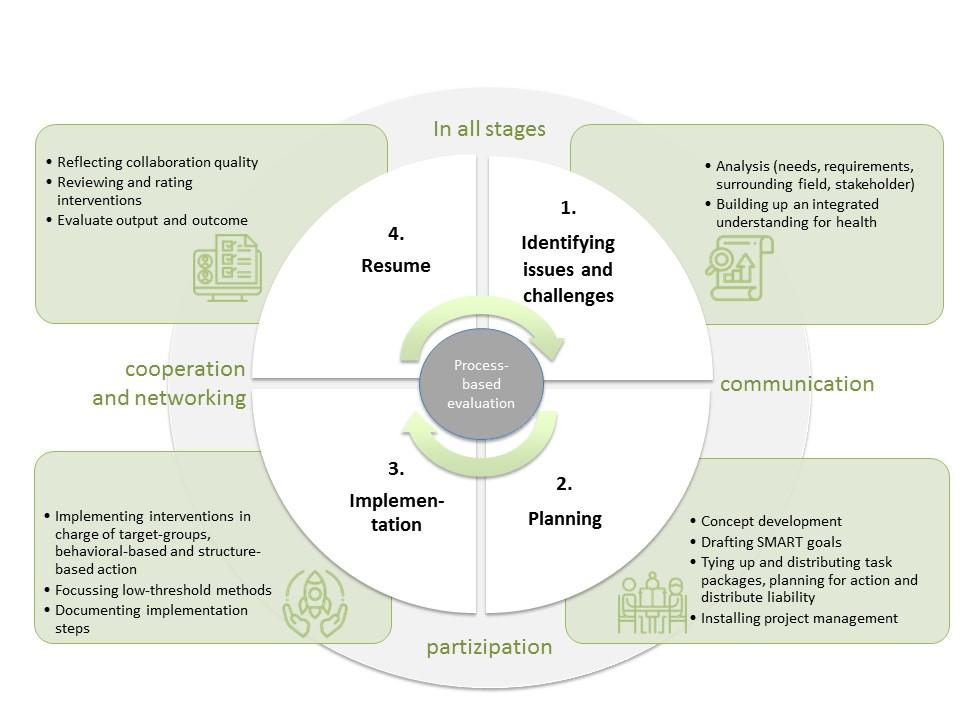 In all stages
• Reflecting collaboration quality
• Reviewing and rating
interventions
• Evaluate output and outcome
• Analysis (needs, requirements,
surrounding field, stakeholder)
• Building up an integrated
understanding for health
4.
Resume
1.
Identifying
issues and
challenges
Process-
based
evaluation
cooperation
and networking
communication
3.
Implemen-
tation
2.
Planning
• Implementing interventions in
charge of target-groups,
behavioral-based and structure-
based action
• Focussing low-threshold methods
• Documenting implementation
steps
• Concept development
• Drafting SMART goals
• Tying up and distributing task
packages, planning for action and
distribute liability
• Installing project management
partizipation